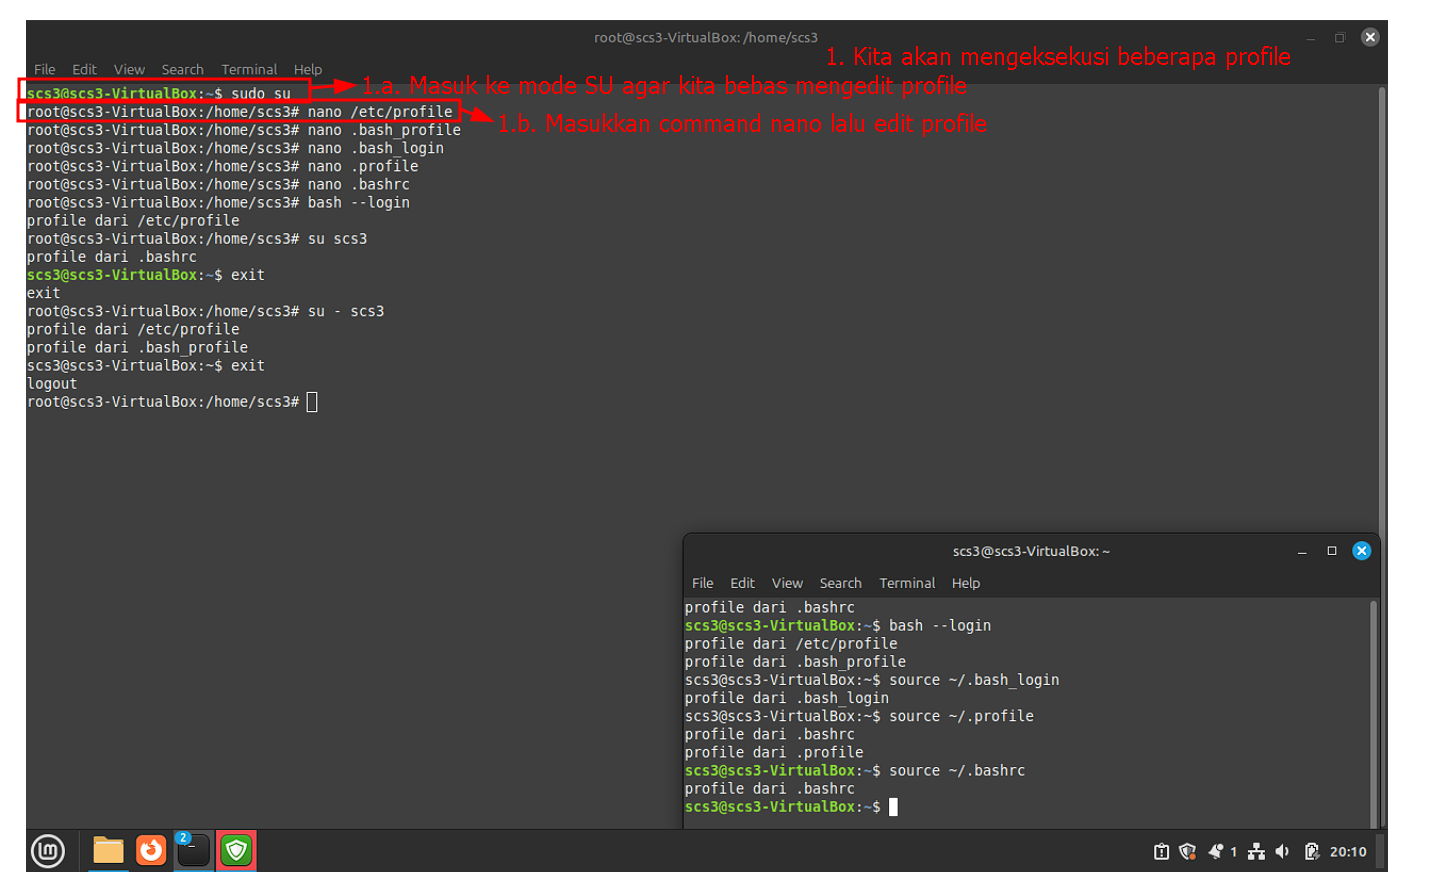 root@scs3-VirtualBox: /home/scs3
1. Kita akan mengeksekusi beberapa profile
File Edit View Search Terminal Help
1.a. Masuk ke mode SU agar kita bebas mengedit profile
scs3@scs3-VirtualBox:~$ sudo su
root@scs3-VirtualBox:/home/scs3# nano /etc/profile
1.b. Masukkan command nano lalu edit profile
root@scs3-VirtualBox:/home/scs3# nano .bash_profile
root@scs3-VirtualBox:/home/scs3# nano .bash_login
root@scs3-VirtualBox:/home/scs3# nano .profile
root@scs3-VirtualBox:/home/scs3# nano .bashrc
root@scs3-VirtualBox:/home/scs3# bash --login
profile dari /etc/profile
root@scs3-VirtualBox:/home/scs3# su scs3
profile dari .bashrc
scs3@scs3-VirtualBox:~$ exit
exit
root@scs3-VirtualBox:/home/scs3# su - scs3
profile dari /etc/profile
profile dari .bash_profile
scs3@scs3-VirtualBox:~$ exit
logout
root@scs3-VirtualBox:/home/scs3#
scs3@scs3-VirtualBox: ~
File Edit View Search Terminal Help
profile dari .bashrc
scs3@scs3-VirtualBox:~$ bash --login
profile dari /etc/profile
profile dari .bash_profile
scs3@scs3-VirtualBox:~$ source ~/.bash_login
profile dari .bash_login
scs3@scs3-VirtualBox:~$ source ~/.profile
profile dari .bashrc
profile dari .profile
scs3@scs3-VirtualBox:~$ source ~/.bashrc
profile dari .bashrc
scs3@scs3-VirtualBox:~$
2
1
20:10